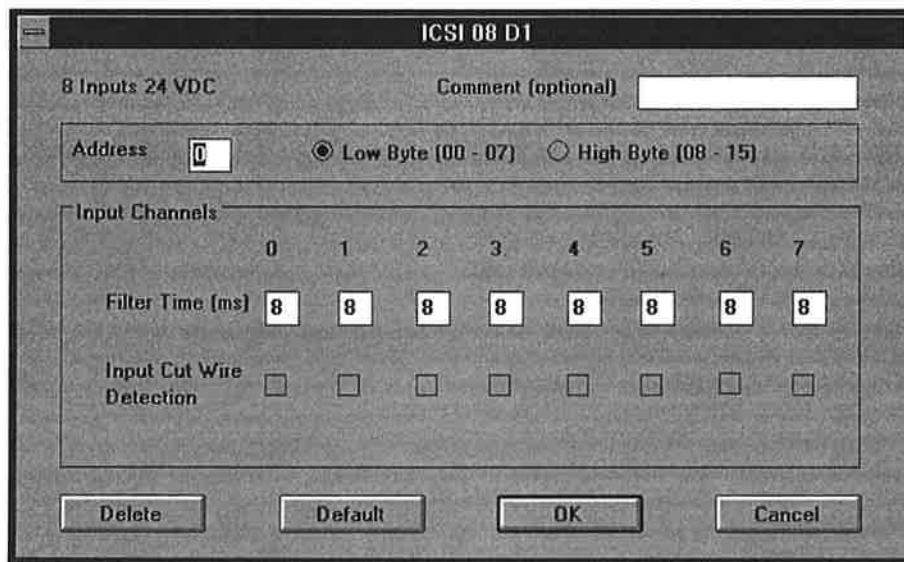 ICSI 08 D1
8 Inputs 24 VDC Comment (optional)
Address 0 Low Byte (00 - 07) High Byte (08 - 15)
Input Channels
0 1 2 3 4 5 6 7
Filter Time (ms) 8 8 8 8 8 8 8 8
Input Cut Wire
Detection
Delete Default OK Cancel